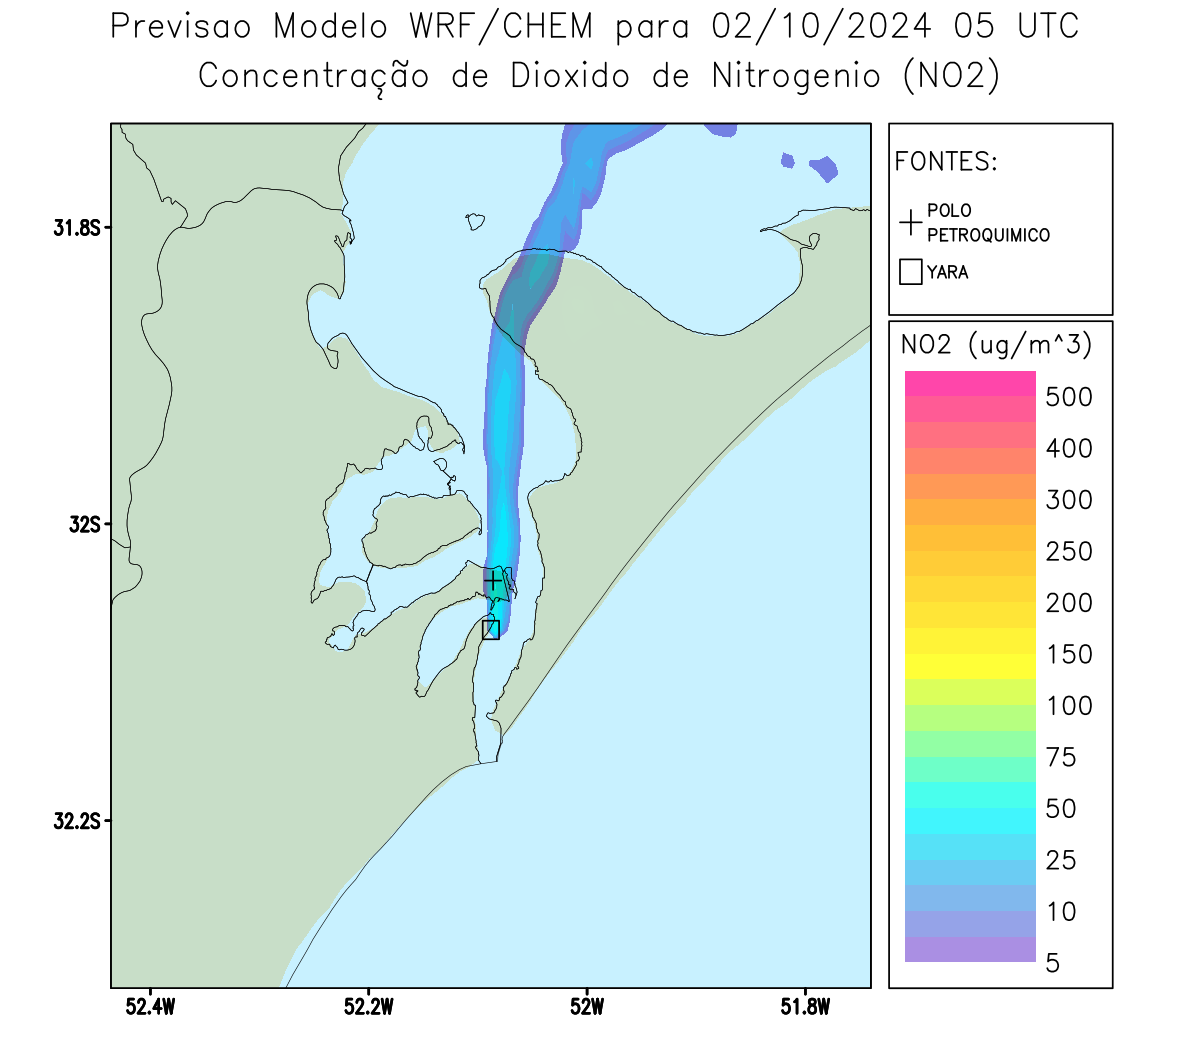 Previsao Modelo WRF/CHEM para 02/10/2024 05 UTC
Concentração de Dioxido de Nitrogenio (NO2)
FONTES:
POLO
PETROQUIMICO
YARA
NO2 (ug/m^3)
500
400
300
250
200
150
100
75
50
25
10
5
31.8S
32S
32.2S
52.4W
52.2W
52W
51.8W